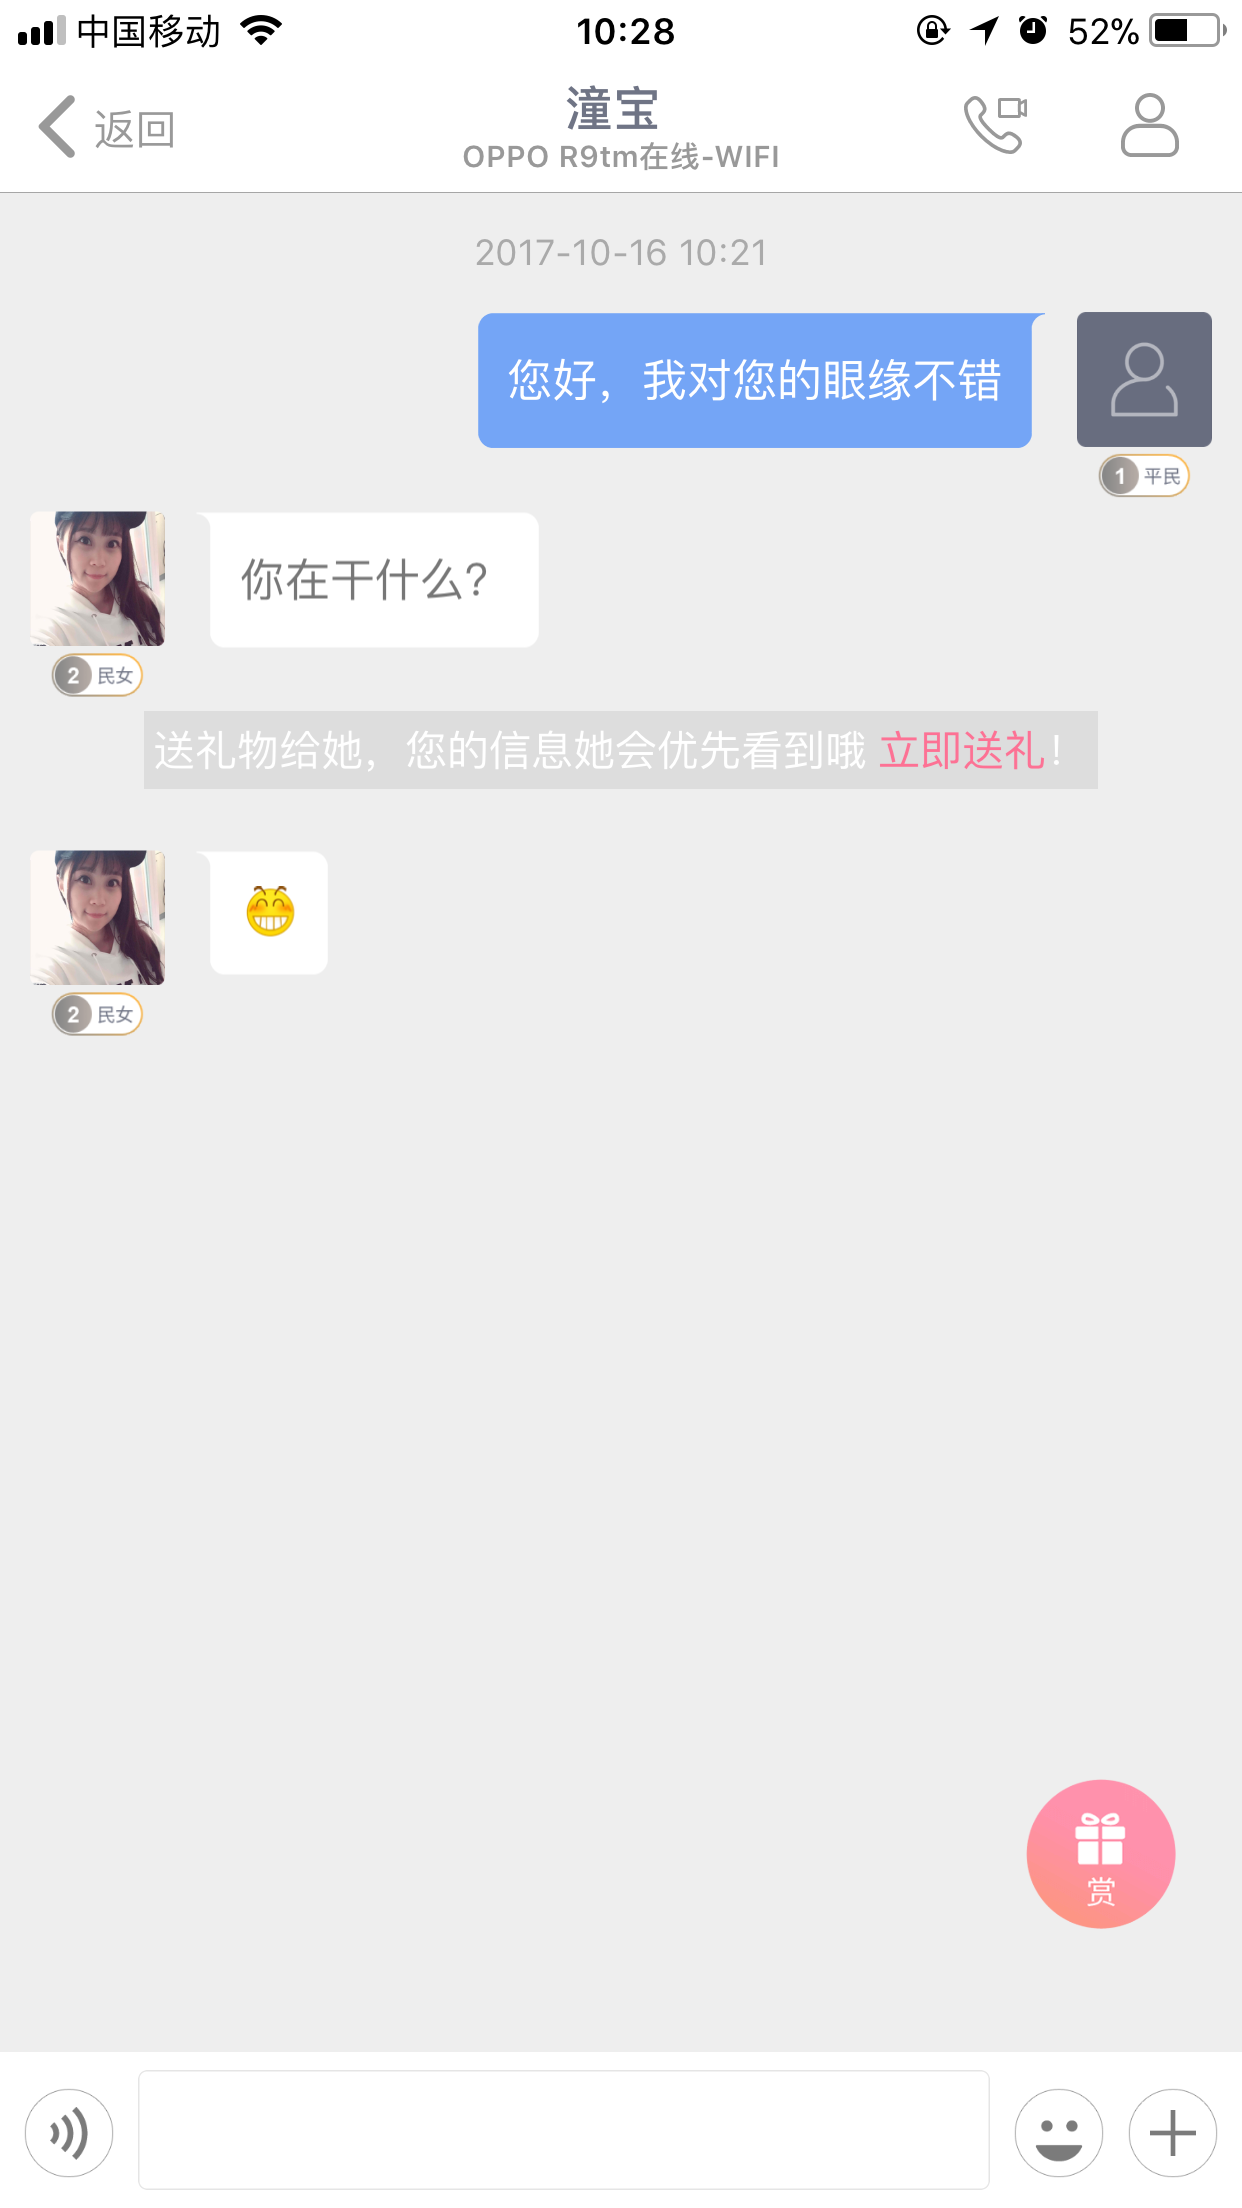 中国移动 10:28 52%
返回
潼宝
OPPO R9tm在线-WIFI
2017-10-16 10:21
您好，我对您的眼缘不错
1 平民
你在干什么?
2 民女
送礼物给她，您的信息她会优先看到哦 立即送礼！
2 民女
赏